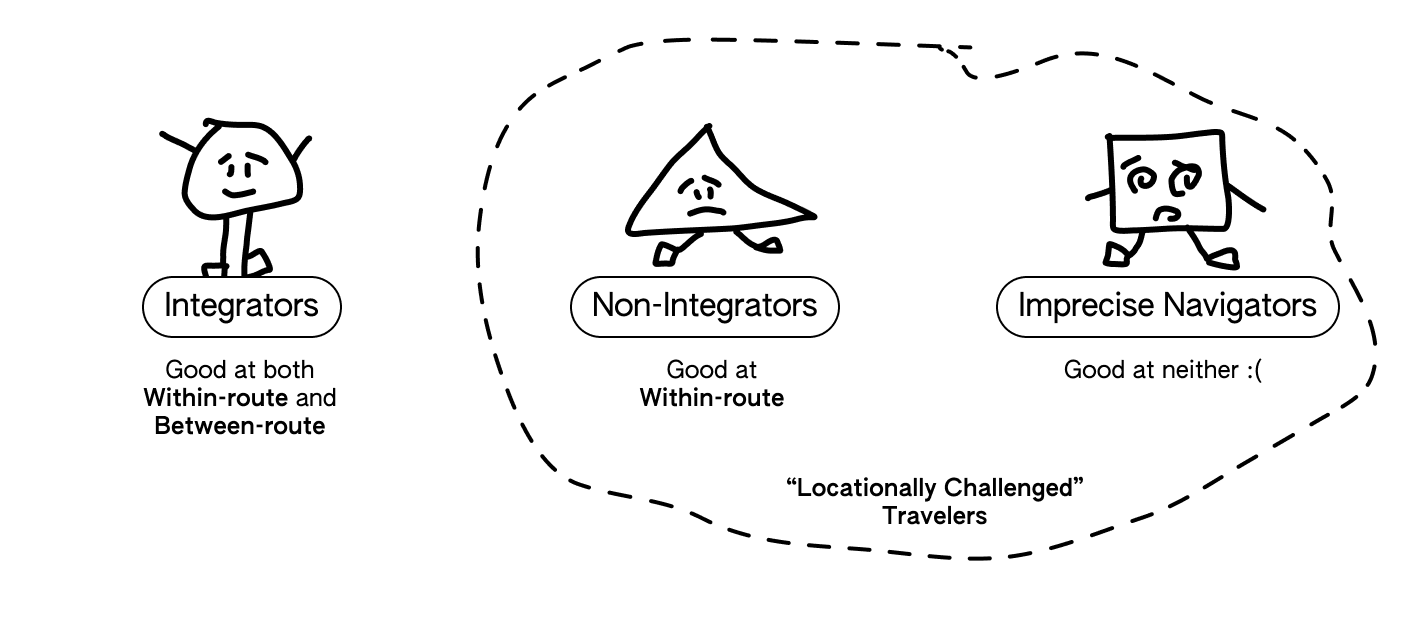 Integrators
Good at both
Within-route and
Between-route
Non-Integrators
Good at
Within-route
Imprecise Navigators
Good at neither :(
“Locationally Challenged”
Travelers